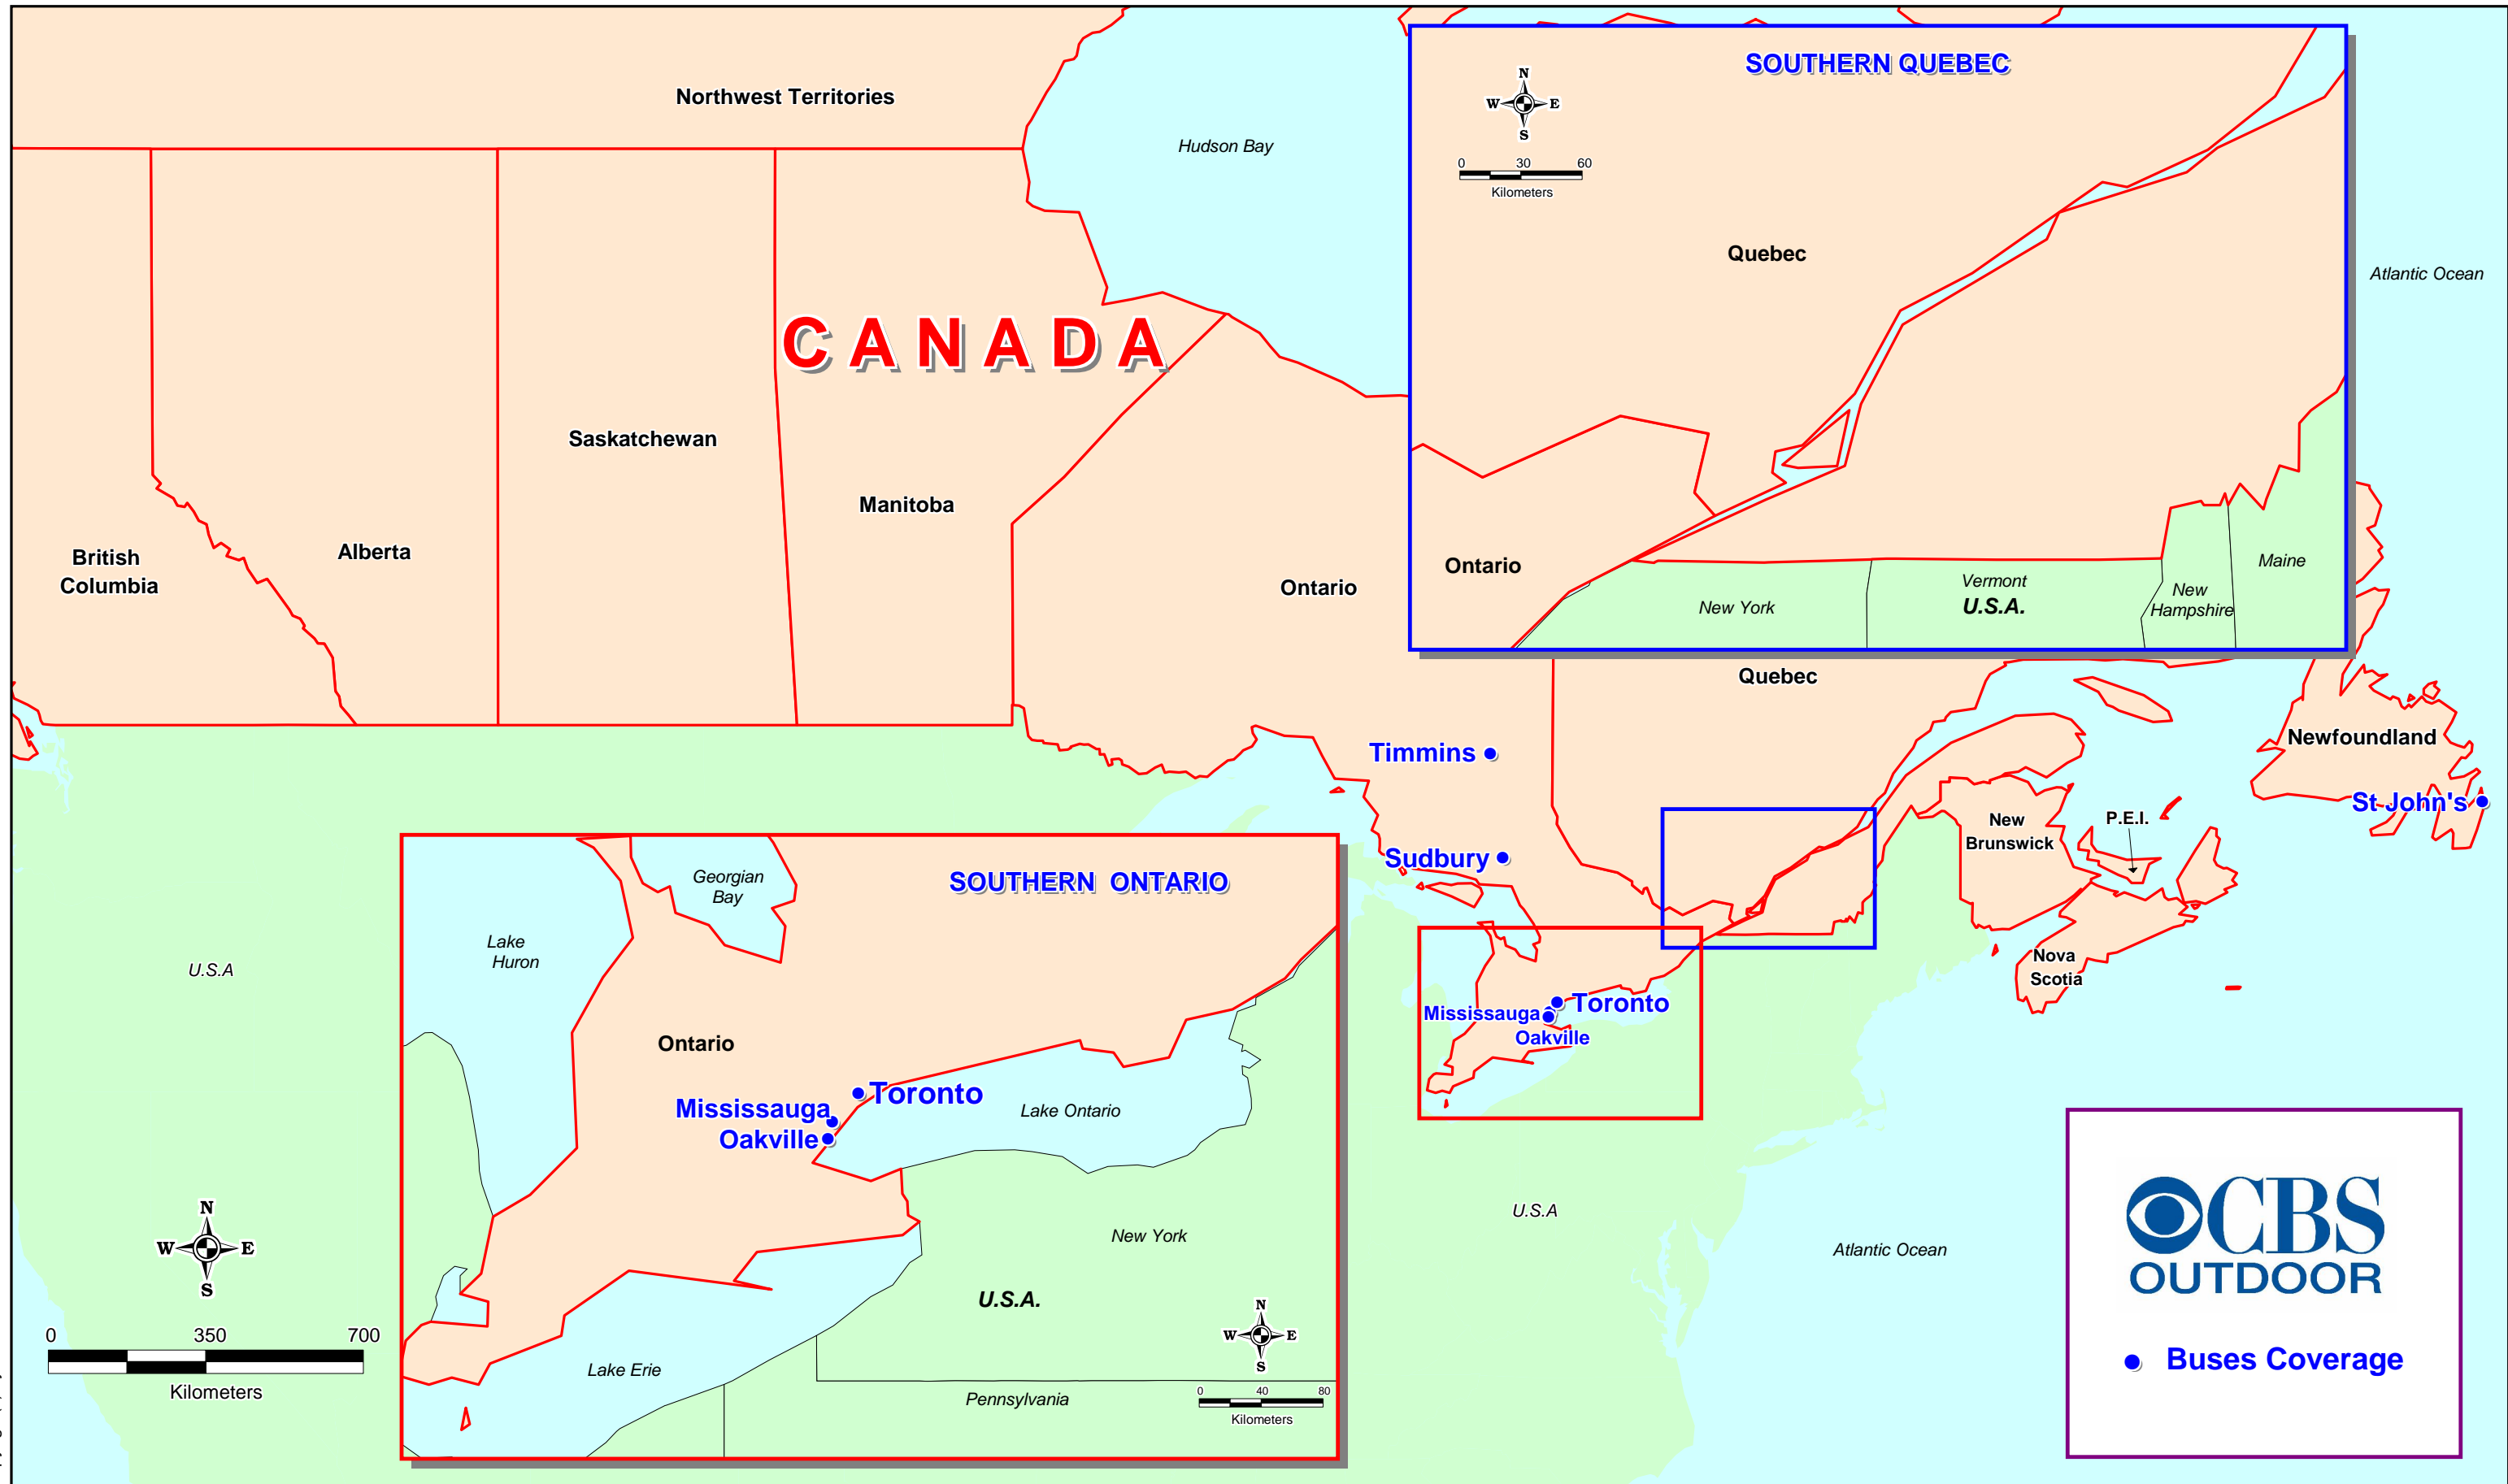 Northwest Territories
Hudson Bay
CANADA
British
Columbia
Alberta
Saskatchewan
Manitoba
Ontario
SOUTHERN QUEBEC
N
W E
S
0 30 60
Kilometers
Quebec
Ontario
New York
Vermont
U.S.A.
New
Hampshire
Maine
Atlantic Ocean
Quebec
Timmins
Sudbury
Newfoundland
St John's
New
Brunswick
P.E.I.
Nova
Scotia
Toronto
Mississauga
Oakville
U.S.A
SOUTHERN ONTARIO
Georgian
Bay
Lake
Huron
Ontario
Toronto
Mississauga
Oakville
Lake Ontario
New York
U.S.A.
Lake Erie
Pennsylvania
N
W E
S
0 40 80
Kilometers
N
W E
S
0 350 700
Kilometers
U.S.A
Atlantic Ocean
CBS
OUTDOOR
Buses Coverage